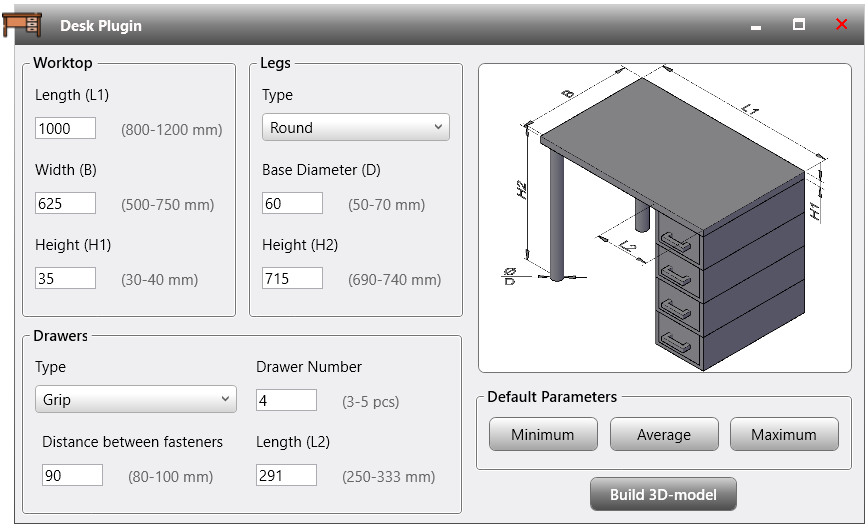 Desk Plugin
Worktop
Length (L1)
1000 (800-1200 mm)
Width (B)
625 (500-750 mm)
Height (H1)
35 (30-40 mm)
Legs
Type
Round
Base Diameter (D)
60 (50-70 mm)
Height (H2)
715 (690-740 mm)
B
L1
H2
H1
L2
Ø
D
Drawers
Type
Grip
Drawer Number
4 (3-5 pcs)
Distance between fasteners
90 (80-100 mm)
Length (L2)
291 (250-333 mm)
Default Parameters
Minimum Average Maximum
Build 3D-model